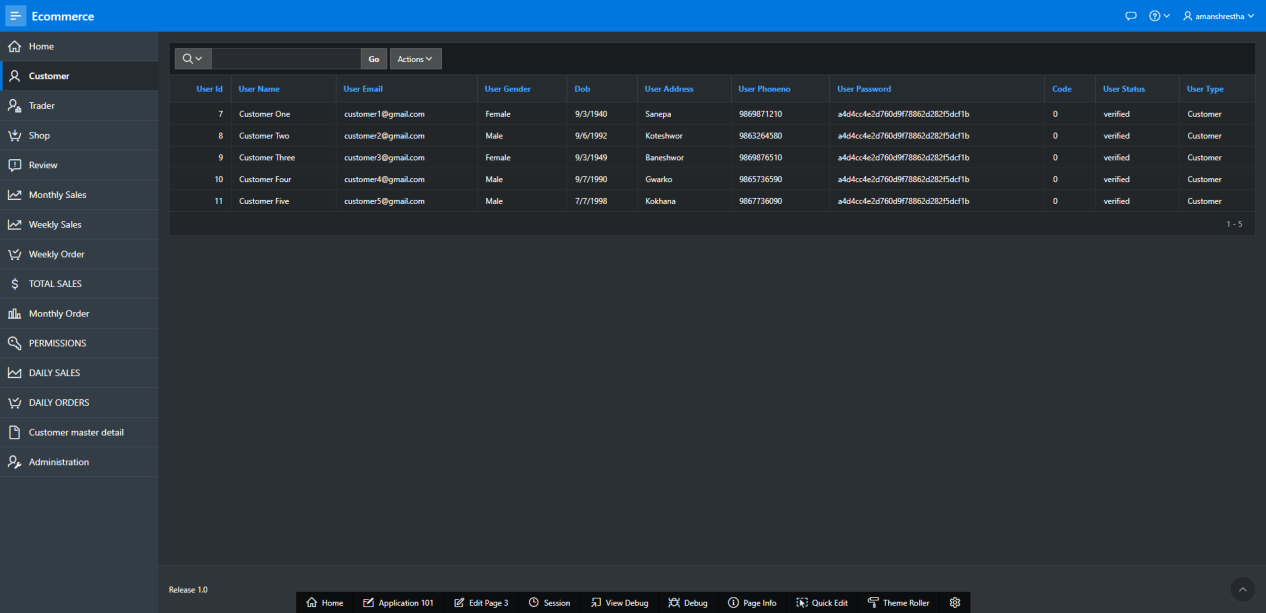 Ecommerce
amanshrestha
Home
Customer
Trader
Shop
Review
Monthly Sales
Weekly Sales
Weekly Order
TOTAL SALES
Monthly Order
PERMISSIONS
DAILY SALES
DAILY ORDERS
Customer master detail
Administration
Go Actions
User Id User Name User Email User Gender Dob User Address User Phoneno User Password Code User Status User Type
7 Customer One customer1@gmail.com Female 9/3/1940 Sanepa 9869871210 a4d4cc4e2d760d9f78862d282f5dcf1b 0 verified Customer
8 Customer Two customer2@gmail.com Male 9/6/1992 Koteshwor 9863264580 a4d4cc4e2d760d9f78862d282f5dcf1b 0 verified Customer
9 Customer Three customer3@gmail.com Female 9/3/1949 Baneshwor 9869876510 a4d4cc4e2d760d9f78862d282f5dcf1b 0 verified Customer
10 Customer Four customer4@gmail.com Male 9/7/1990 Gwarko 9865736590 a4d4cc4e2d760d9f78862d282f5dcf1b 0 verified Customer
11 Customer Five customer5@gmail.com Male 7/7/1998 Kokhana 9867736090 a4d4cc4e2d760d9f78862d282f5dcf1b 0 verified Customer
1 - 5
Release 1.0
Home Application 101 Edit Page 3 Session View Debug Debug Page Info Quick Edit Theme Roller